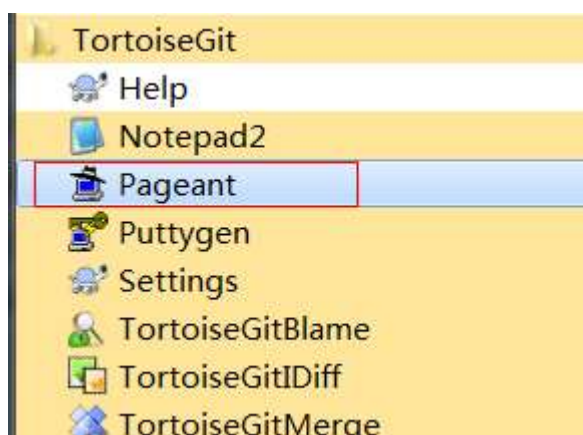 TortoiseGit
Help
Notepad2
Pageant
Puttygen
Settings
TortoiseGitBlame
TortoiseGitIDiff
TortoiseGitMerge